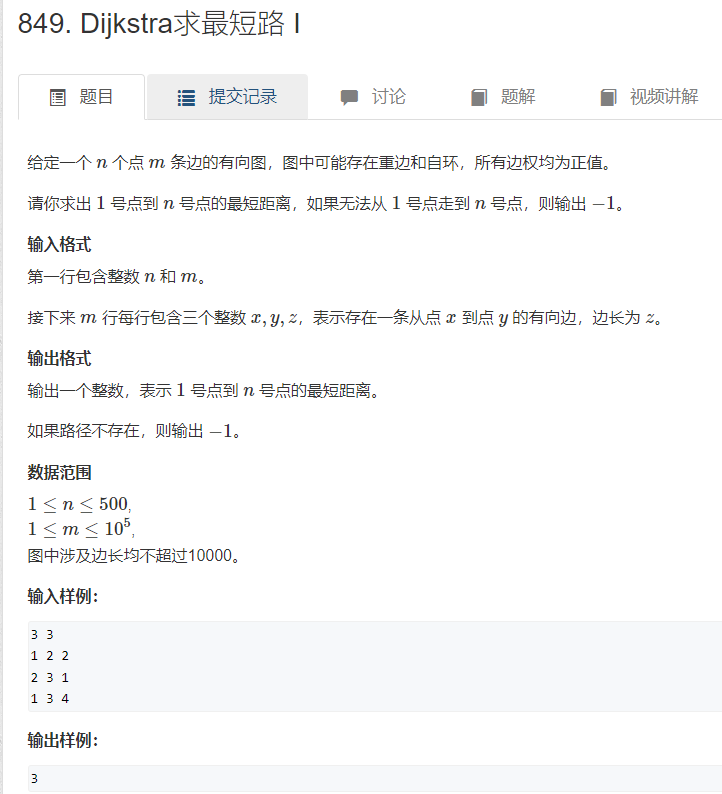 849. Dijkstra求最短路 I
题目 提交记录 讨论 题解 视频讲解
给定一个 n 个点 m 条边的有向图，图中可能存在重边和自环，所有边权均为正值。
请你求出 1 号点到 n 号点的最短距离，如果无法从 1 号点走到 n 号点，则输出 −1。
输入格式
第一行包含整数 n 和 m。
接下来 m 行每行包含三个整数 x, y, z，表示存在一条从点 x 到点 y 的有向边，边长为 z。
输出格式
输出一个整数，表示 1 号点到 n 号点的最短距离。
如果路径不存在，则输出 −1。
数据范围
1 ≤ n ≤ 500,
1 ≤ m ≤ 10⁵,
图中涉及边长均不超过10000。
输入样例：
3 3
1 2 2
2 3 1
1 3 4
输出样例：
3